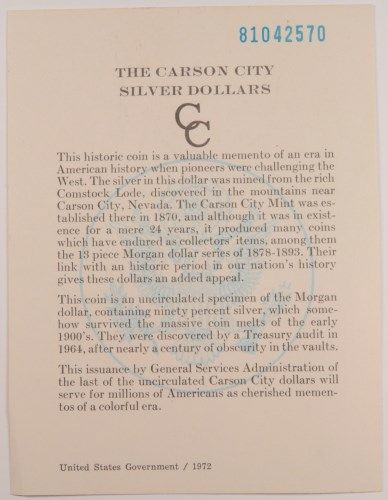 81042570
THE CARSON CITY
SILVER DOLLARS
CC
This historic coin is a valuable memento of an era in
American history when pioneers were challenging the
West. The silver in this dollar was mined from the rich
Comstock Lode, discovered in the mountains near
Carson City, Nevada. The Carson City Mint was es-
tablished there in 1870, and although it was in exist-
ence for a mere 24 years, it produced many coins
which have endured as collectors' items, among them
the 13 piece Morgan dollar series of 1878-1893. Their
link with an historic period in our nation's history
gives these dollars an added appeal.
This coin is an uncirculated specimen of the Morgan
dollar, containing ninety percent silver, which some-
how survived the massive coin melts of the early
1900's. They were discovered by a Treasury audit in
1964, after nearly a century of obscurity in the vaults.
This issuance by General Services Administration of
the last of the uncirculated Carson City dollars will
serve for millions of Americans as cherished memen-
tos of a colorful era.
United States Government / 1972